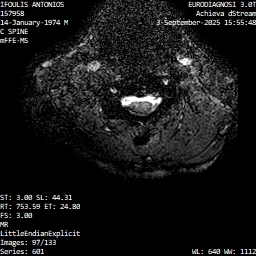 IFOULIS ANTONIOS
157958
14-January-1974 M
C SPINE
mFFE-MS
EURODIAGNOSI 3.0T
Achieva dStream
3-September-2025 15:55:48
ST: 3.00 SL: 44.31
RT: 753.59 ET: 24.80
FS: 3.00
MR
LittleEndianExplicit
Images: 97/133
Series: 601
WL: 640 WW: 1112